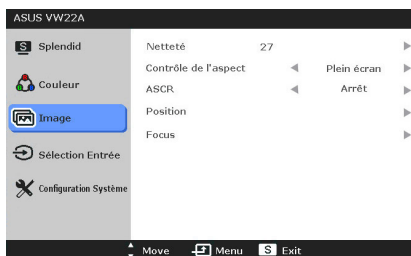 ASUS VW22A
S Splendid
Couleur
Image
Sélection Entrée
Configuration Système
Netteté 27
Contrôle de l'aspect Plein écran
ASCR Arrêt
Position
Focus
Move Menu S Exit